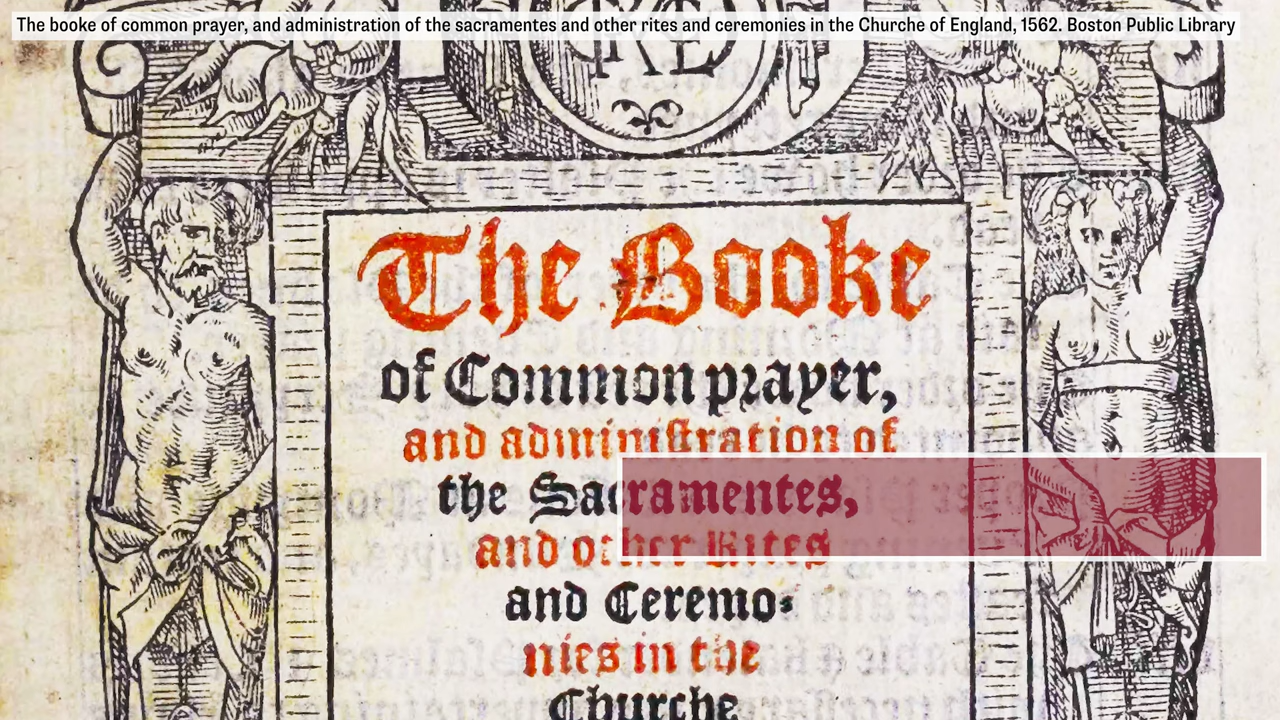 The booke of common prayer, and administration of the sacramentes and other rites and ceremonies in the Churche of England, 1562. Boston Public Library
The Booke
of Common prayer,
and administration of
the Sacramentes,
and other Rites
and Ceremo⸗
nies in the
Churche